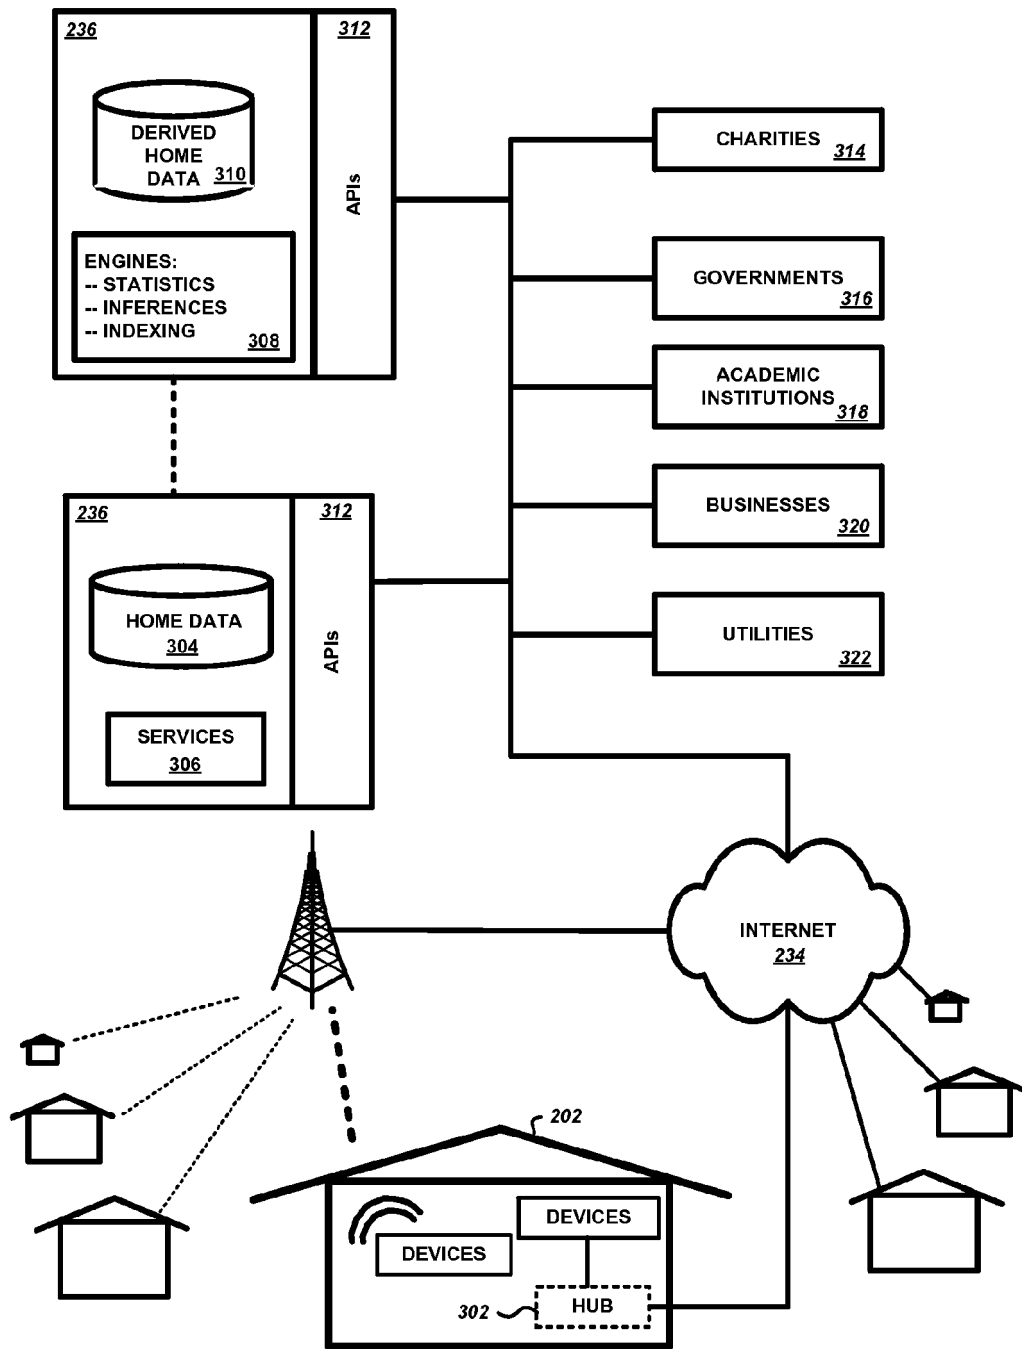 236
312
DERIVED
HOME
DATA 310
APIs
ENGINES:
-- STATISTICS
-- INFERENCES
-- INDEXING
308
CHARITIES
314
GOVERNMENTS
316
ACADEMIC
INSTITUTIONS 318
BUSINESSES
320
UTILITIES
322
236
312
HOME DATA
304
APIs
SERVICES
306
INTERNET
234
202
DEVICES
DEVICES
302
HUB